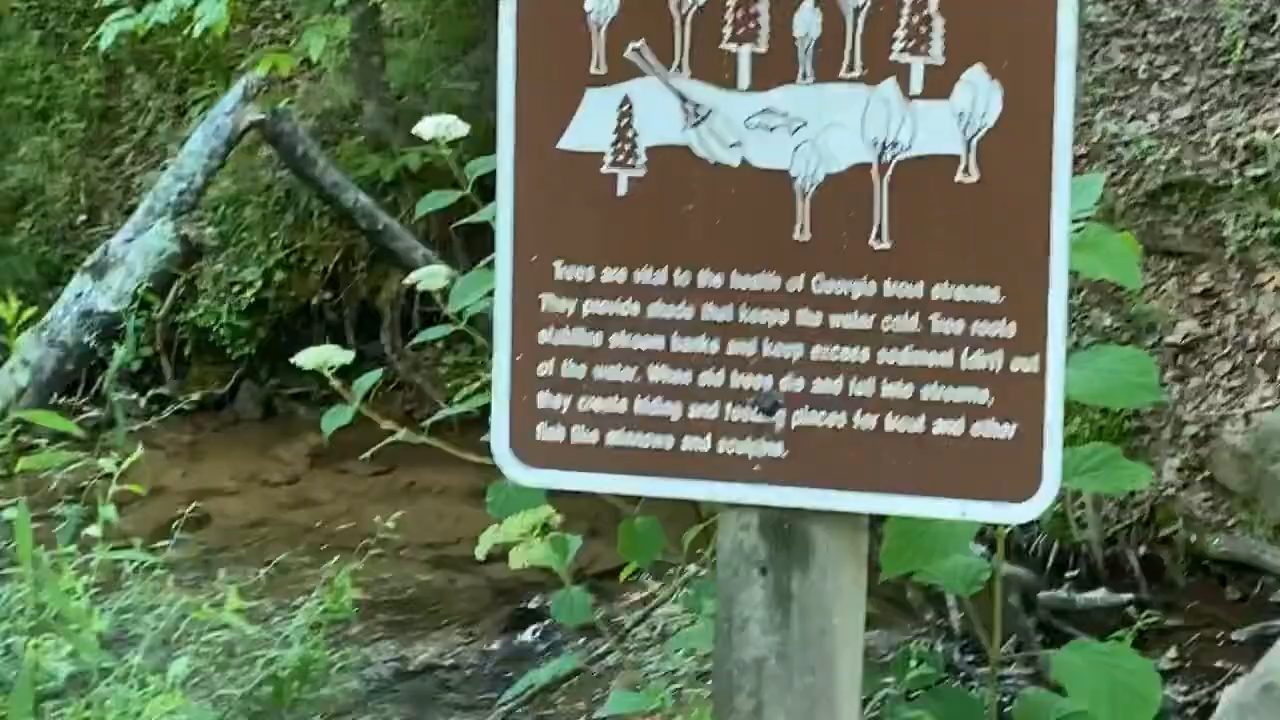 Trees are vital to the health of Georgia trout streams.
They provide shade that keeps the water cold. Tree roots
stabilize stream banks and keep excess sediment (dirt) out
of the water. When old trees die and fall into streams,
they create hiding and feeding places for trout and other
fish like minnows and sculpins.